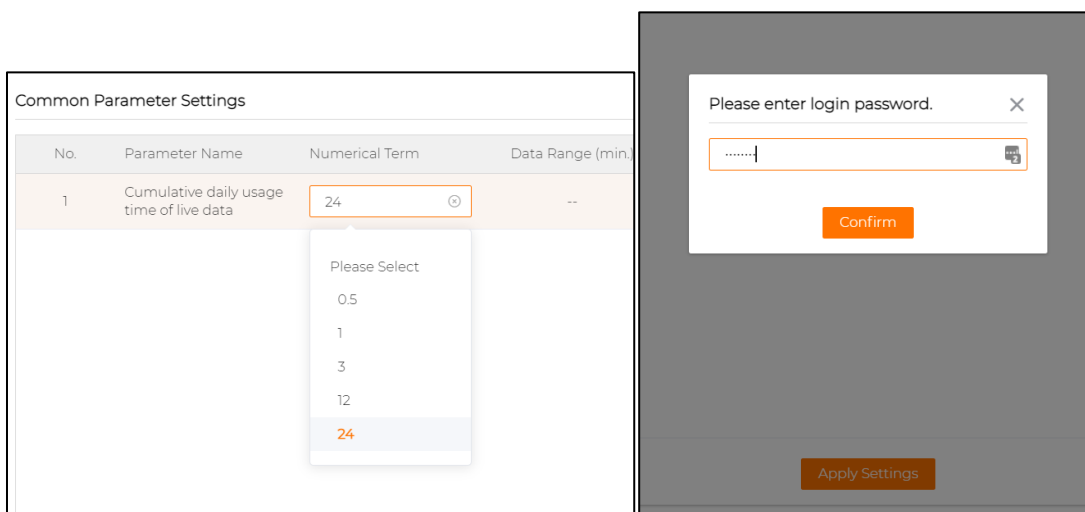 Common Parameter Settings
No. Parameter Name Numerical Term Data Range (min.)
1 Cumulative daily usage time of live data 24 --
Please Select
0.5
1
3
12
24
Please enter login password.
........
2
Confirm
Apply Settings